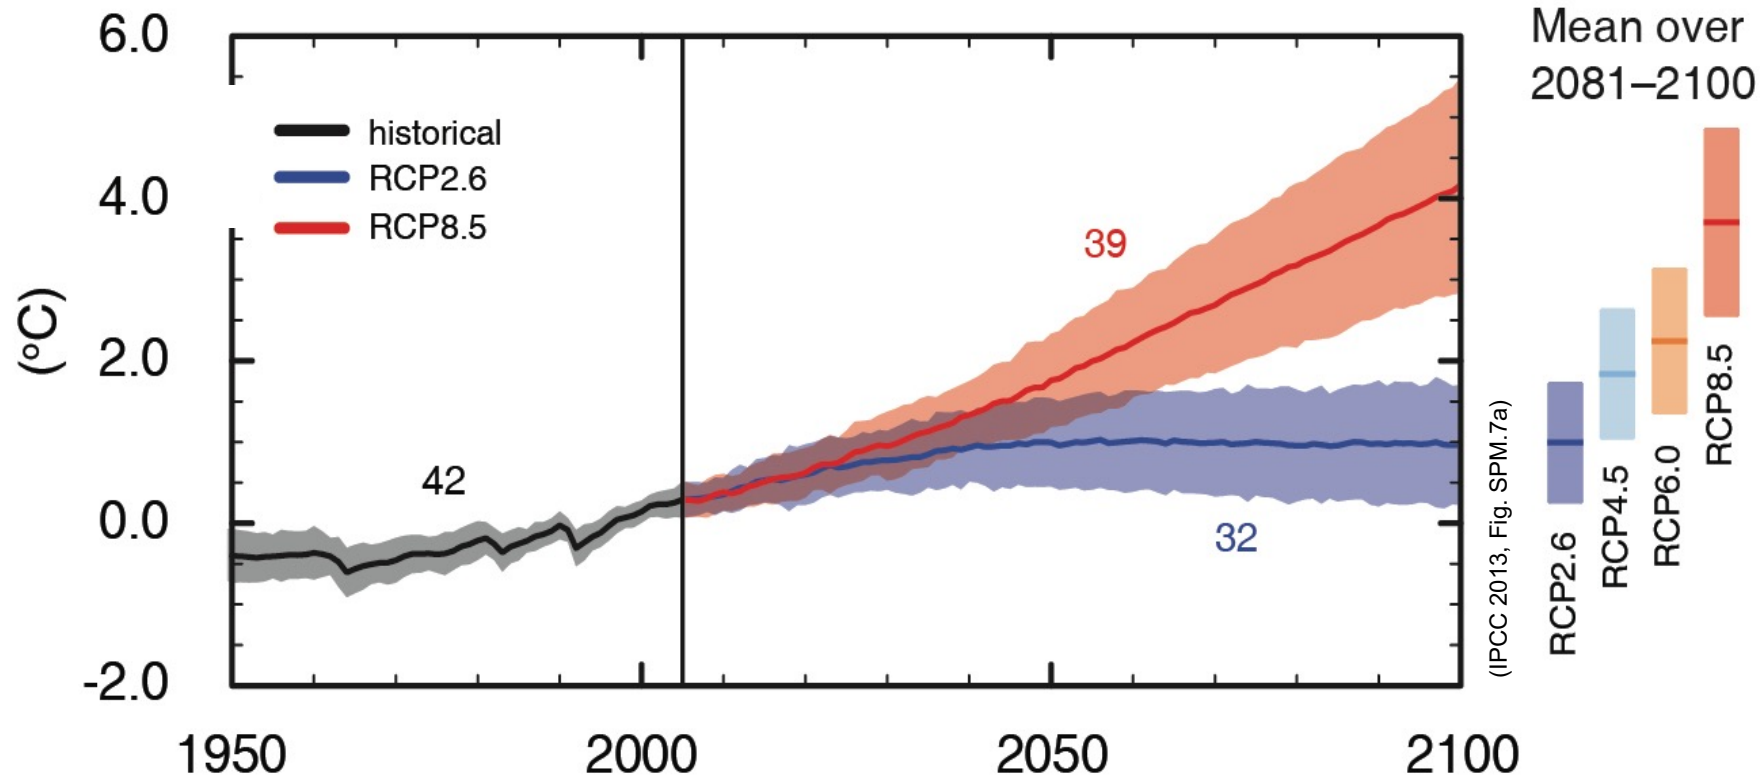 6.0
4.0
2.0
0.0
-2.0
(°C)
historical
RCP2.6
RCP8.5
42
39
32
1950
2000
2050
2100
(IPCC 2013, Fig. SPM.7a)
Mean over
2081–2100
RCP2.6
RCP4.5
RCP6.0
RCP8.5